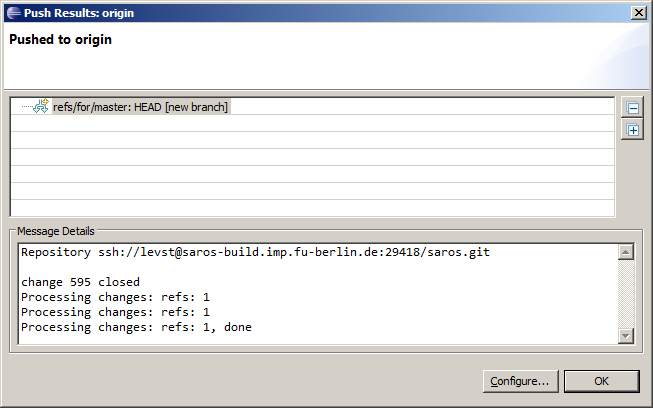 Push Results: origin
Pushed to origin
refs/for/master: HEAD [new branch]
Message Details
Repository ssh://levst@saros-build.imp.fu-berlin.de:29418/saros.git
change 595 closed
Processing changes: refs: 1
Processing changes: refs: 1
Processing changes: refs: 1, done
Configure... OK